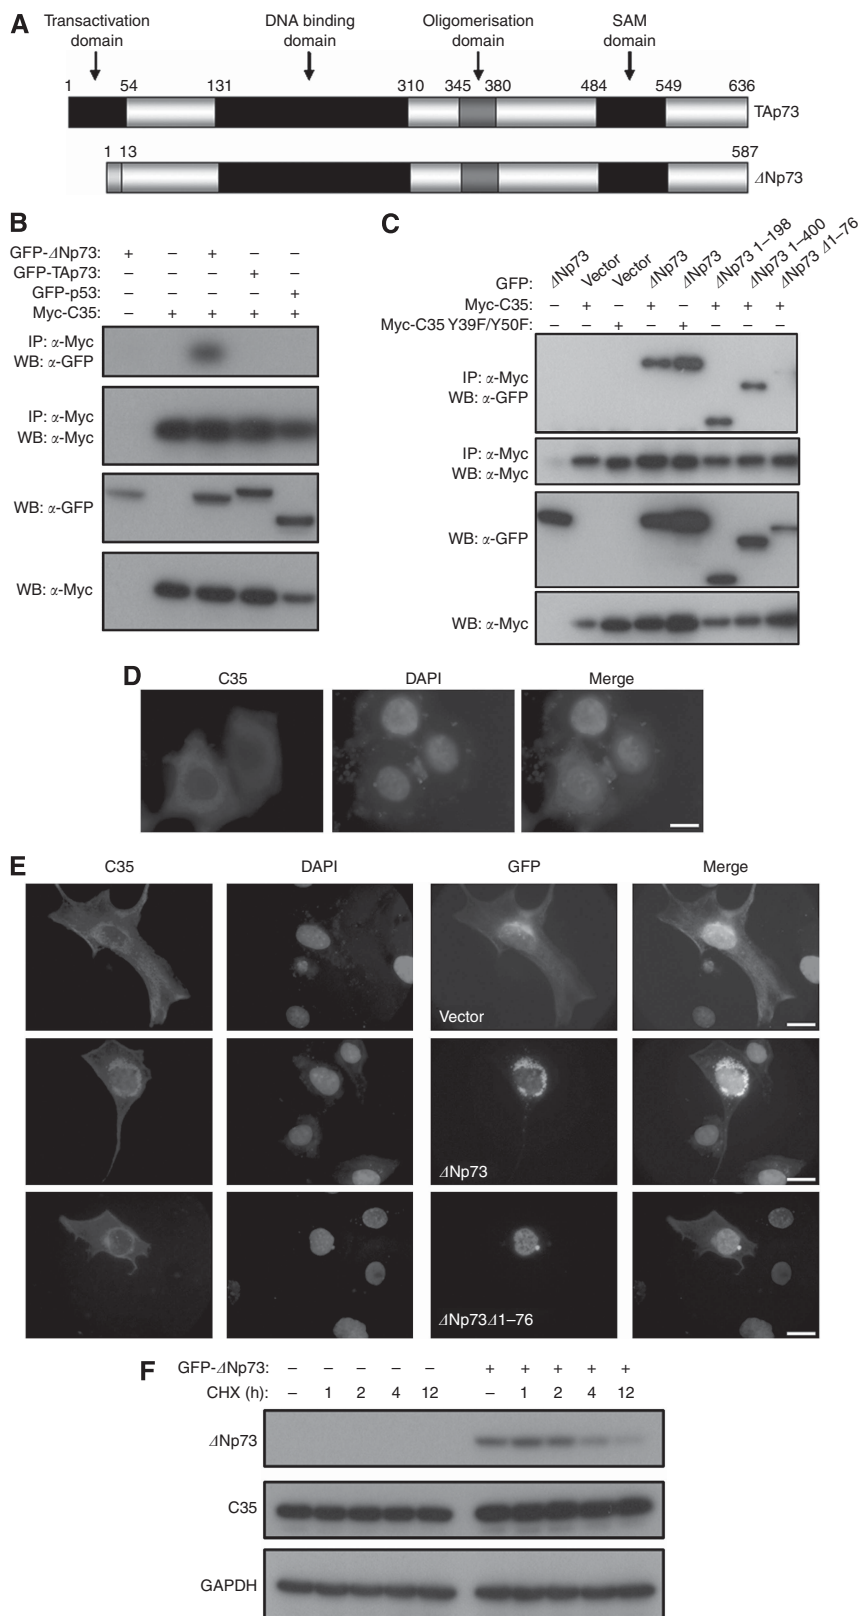 A
Transactivation domain
DNA binding domain
Oligomerisation domain
SAM domain
1 54 131 310 345 380 484 549 636
TAp73
1 13 587
ΔNp73
B
GFP-ΔNp73: + – + – –
GFP-TAp73: – – – + –
GFP-p53: – – – – +
Myc-C35: – + + + +
IP: α-Myc
WB: α-GFP
IP: α-Myc
WB: α-Myc
WB: α-GFP
WB: α-Myc
C
GFP: ΔNp73 Vector Vector ΔNp73 ΔNp73 ΔNp73 1–198 ΔNp73 1–400 ΔNp73 Δ1–76
Myc-C35: – + – + – + + +
Myc-C35 Y39F/Y50F: – – + – + – – –
IP: α-Myc
WB: α-GFP
IP: α-Myc
WB: α-Myc
WB: α-GFP
WB: α-Myc
D
C35 DAPI Merge
E
C35 DAPI GFP Merge
Vector
ΔNp73
ΔNp73Δ1–76
F
GFP-ΔNp73: – – – – – + + + + +
CHX (h): – 1 2 4 12 – 1 2 4 12
ΔNp73
C35
GAPDH